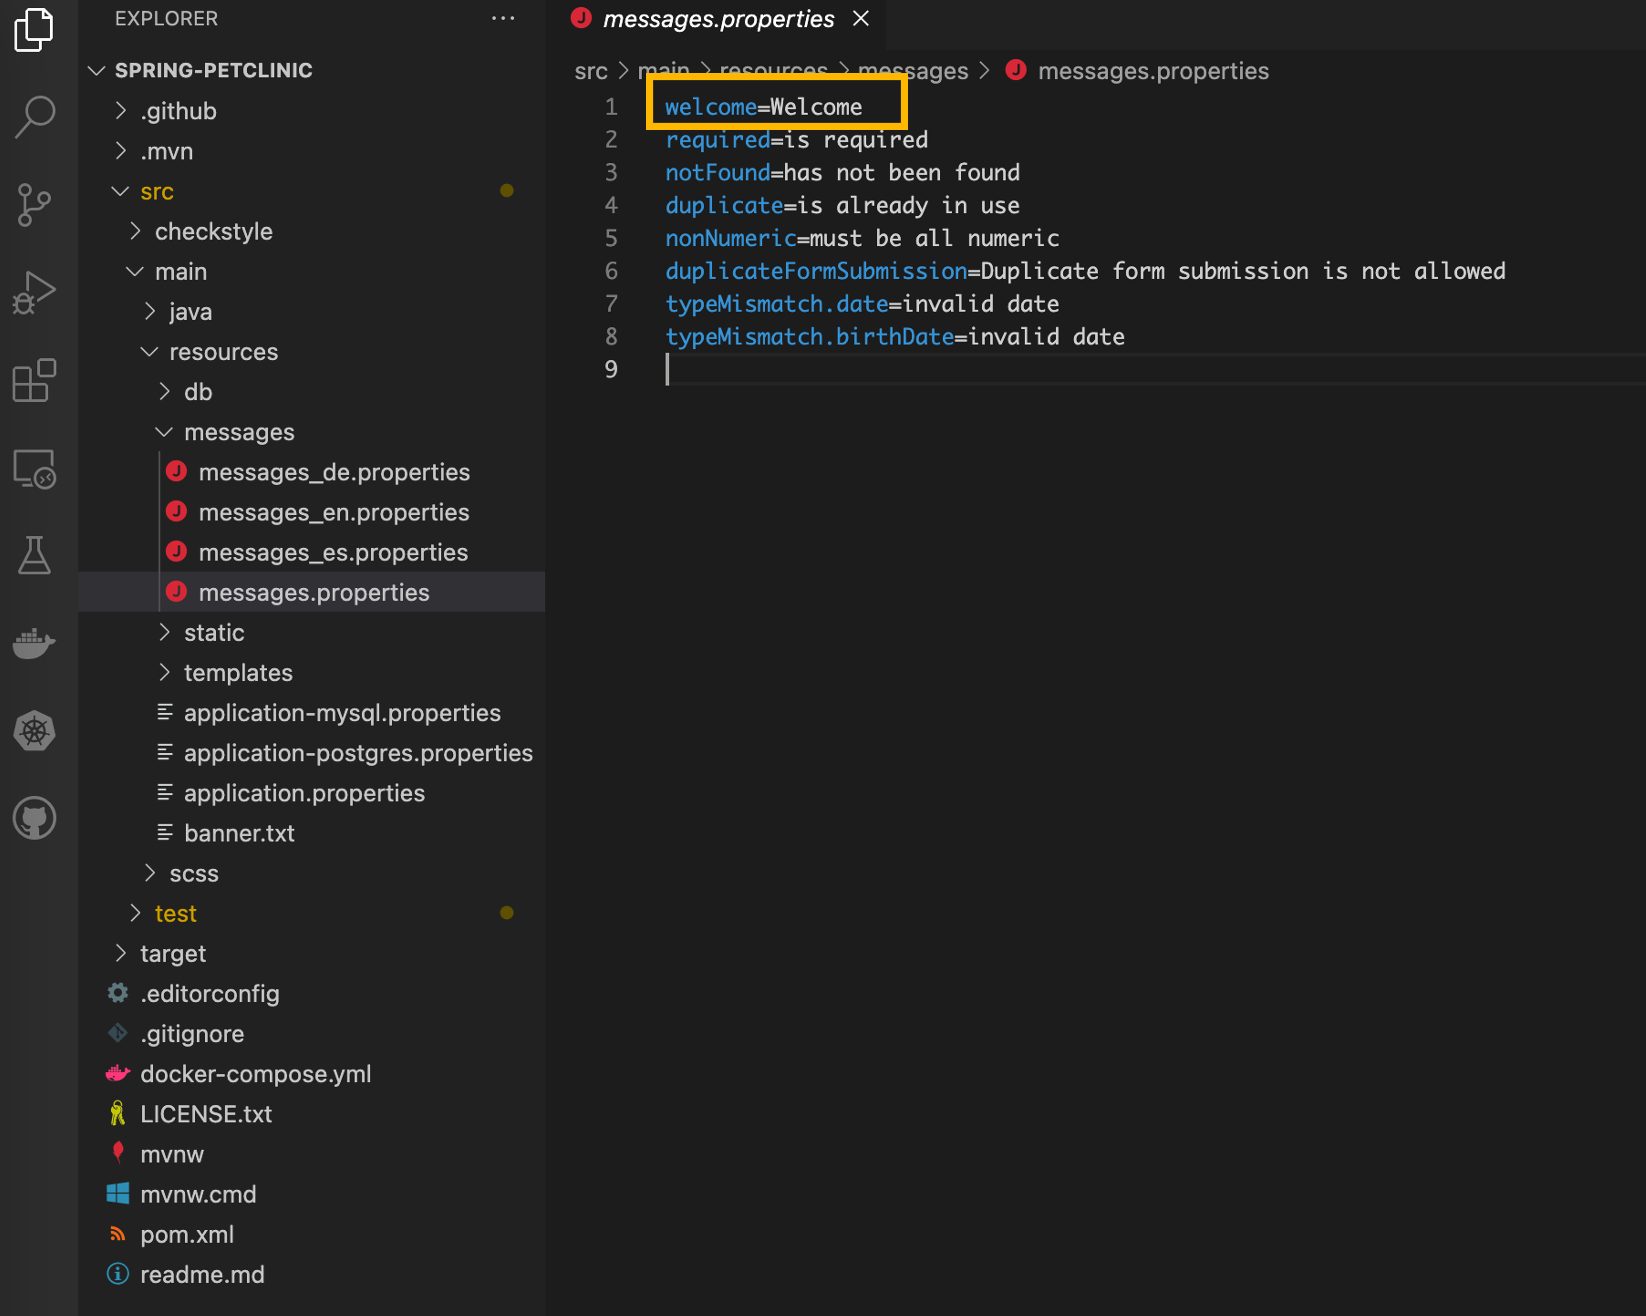 EXPLORER
SPRING-PETCLINIC
.github
.mvn
src
checkstyle
main
java
resources
db
messages
messages_de.properties
messages_en.properties
messages_es.properties
messages.properties
static
templates
application-mysql.properties
application-postgres.properties
application.properties
banner.txt
scss
test
target
.editorconfig
.gitignore
docker-compose.yml
LICENSE.txt
mvnw
mvnw.cmd
pom.xml
readme.md
messages.properties
src > main > resources > messages > messages.properties
1 welcome=Welcome
2 required=is required
3 notFound=has not been found
4 duplicate=is already in use
5 nonNumeric=must be all numeric
6 duplicateFormSubmission=Duplicate form submission is not allowed
7 typeMismatch.date=invalid date
8 typeMismatch.birthDate=invalid date
9